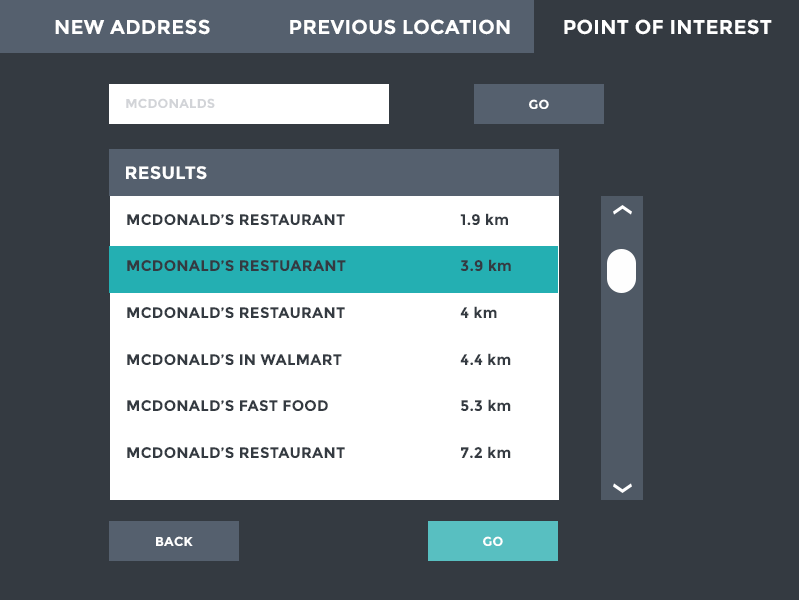 NEW ADDRESS PREVIOUS LOCATION POINT OF INTEREST
MCDONALDS GO
RESULTS
MCDONALD’S RESTAURANT 1.9 km
MCDONALD’S RESTUARANT 3.9 km
MCDONALD’S RESTAURANT 4 km
MCDONALD’S IN WALMART 4.4 km
MCDONALD’S FAST FOOD 5.3 km
MCDONALD’S RESTAURANT 7.2 km
BACK GO